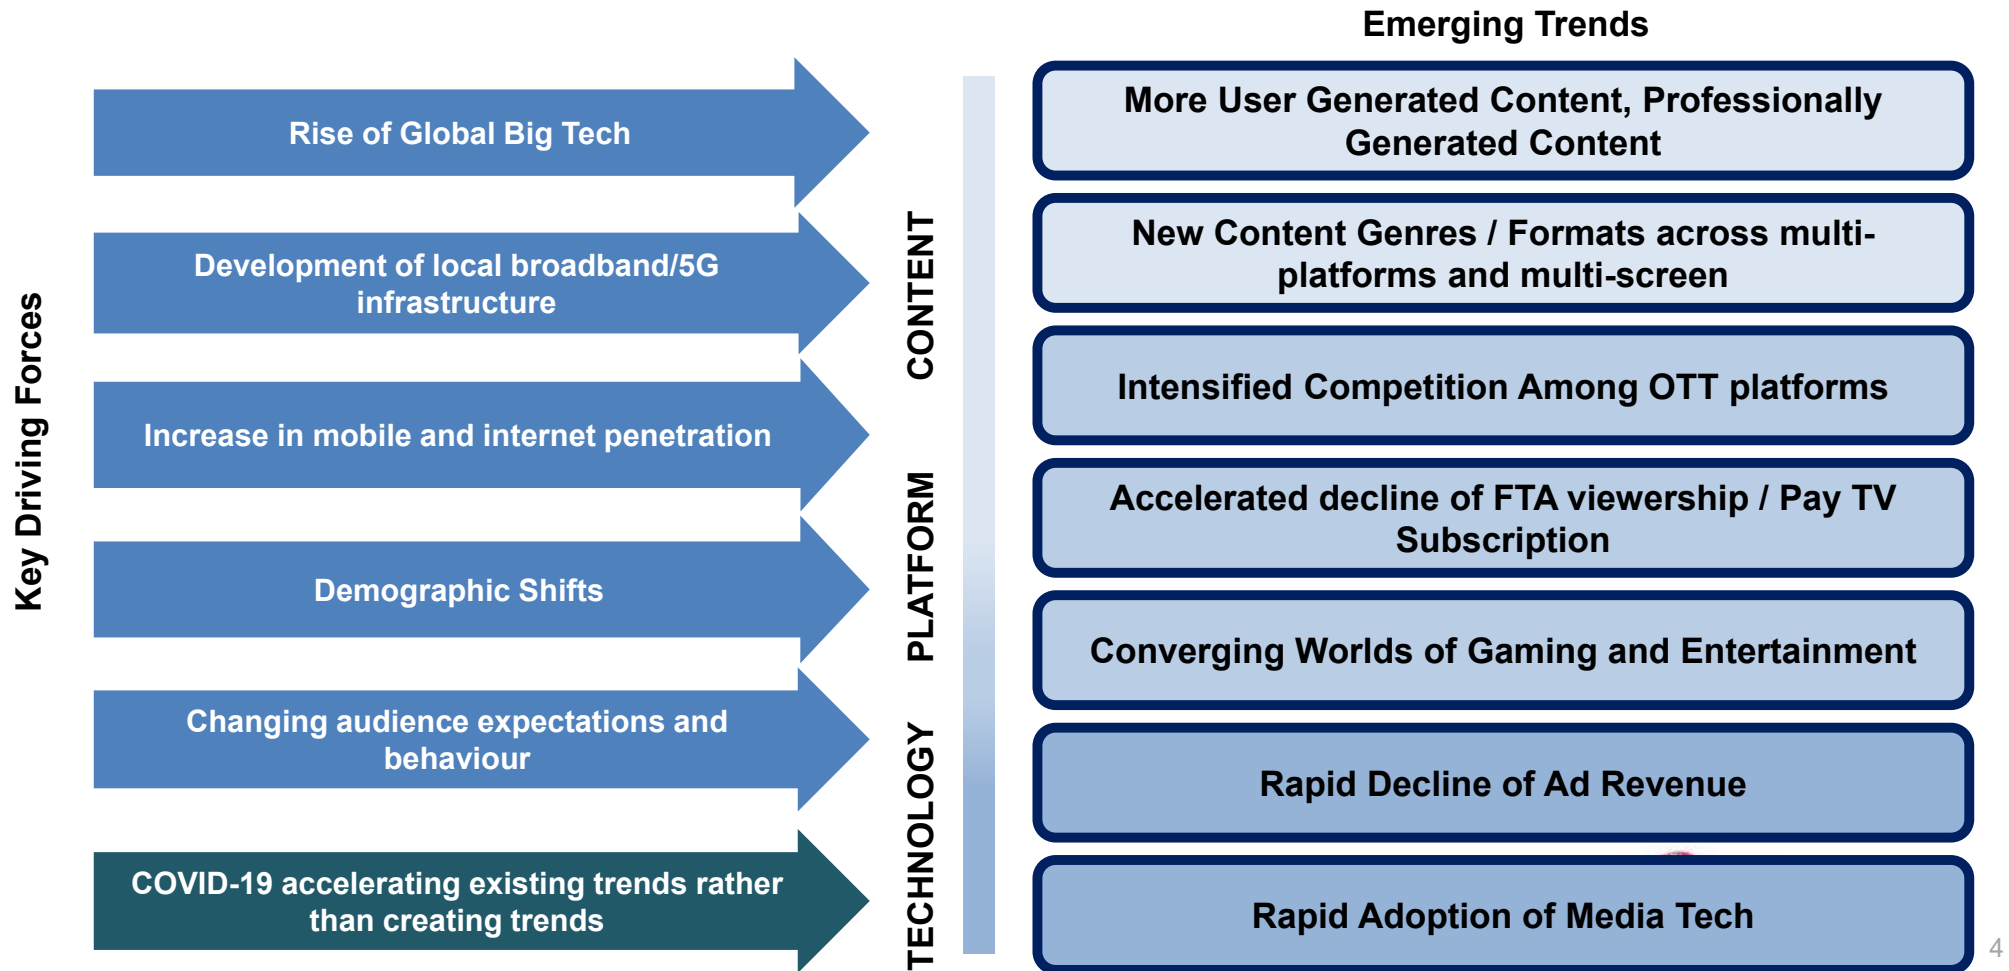 Emerging Trends
Key Driving Forces
Rise of Global Big Tech
Development of local broadband/5G
infrastructure
Increase in mobile and internet penetration
Demographic Shifts
Changing audience expectations and
behaviour
COVID-19 accelerating existing trends rather
than creating trends
CONTENT
PLATFORM
TECHNOLOGY
More User Generated Content, Professionally
Generated Content
New Content Genres / Formats across multi-
platforms and multi-screen
Intensified Competition Among OTT platforms
Accelerated decline of FTA viewership / Pay TV
Subscription
Converging Worlds of Gaming and Entertainment
Rapid Decline of Ad Revenue
Rapid Adoption of Media Tech
4